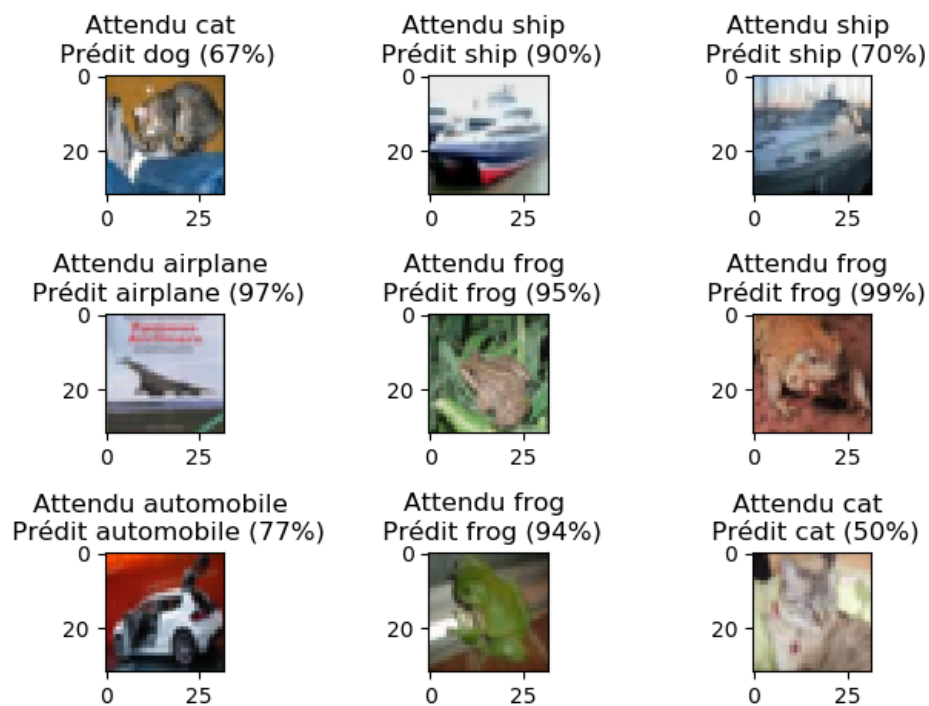 Attendu cat
Prédit dog (67%)
Attendu ship
Prédit ship (90%)
Attendu ship
Prédit ship (70%)
0
20
0
25
0
20
0
25
0
20
0
25
Attendu airplane
Prédit airplane (97%)
Attendu frog
Prédit frog (95%)
Attendu frog
Prédit frog (99%)
0
20
0
25
0
20
0
25
0
20
0
25
Attendu automobile
Prédit automobile (77%)
Attendu frog
Prédit frog (94%)
Attendu cat
Prédit cat (50%)
0
20
0
25
0
20
0
25
0
20
0
25